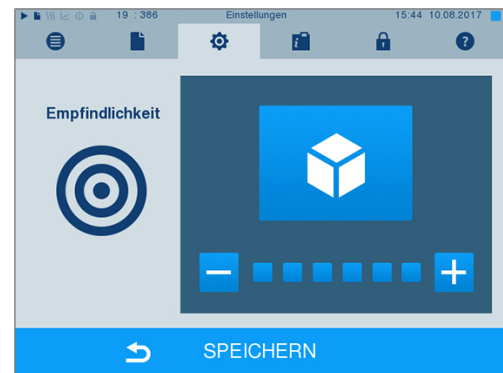 19 : 386 Einstellungen 15:44 10.08.2017
i ?
Empfindlichkeit
− +
SPEICHERN